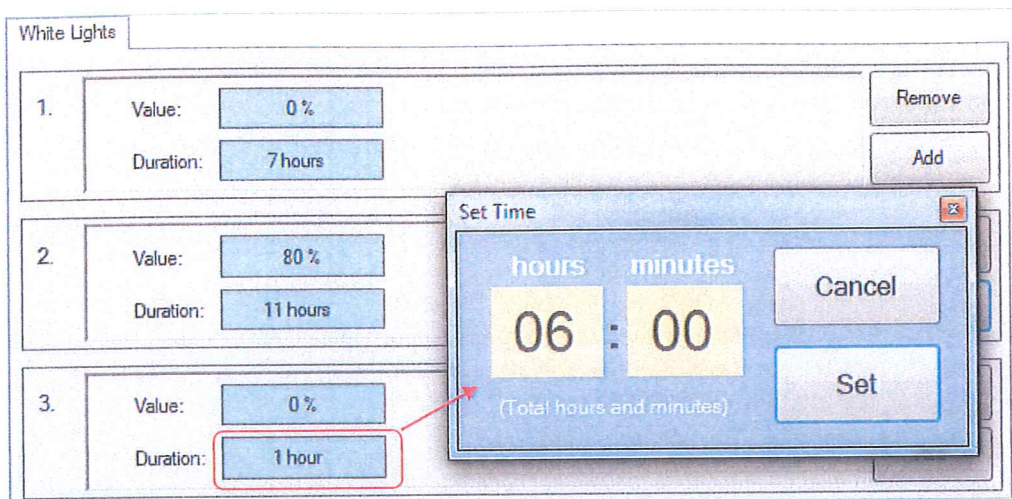 White Lights
1.
Value: 0 %
Remove
Duration: 7 hours
Add
Set Time
2.
Value: 80 %
hours minutes
Cancel
Duration: 11 hours
06 : 00
Set
3.
Value: 0 %
(Total hours and minutes)
Duration: 1 hour